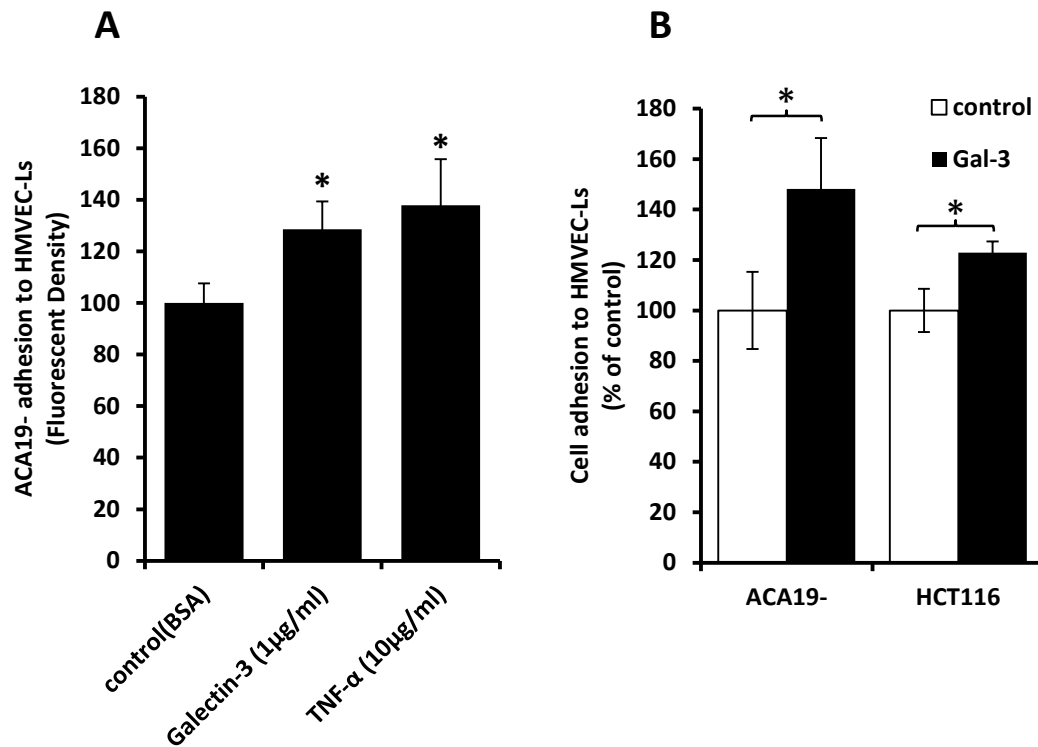 A
ACA19- adhesion to HMVEC-Ls
(Fluorescent Density)
180
160
140
120
100
80
60
40
20
0
*
*
control(BSA)
Galectin-3 (1µg/ml)
TNF-α (10µg/ml)
B
Cell adhesion to HMVEC-Ls
(% of control)
180
160
140
120
100
80
60
40
20
0
*
*
control
Gal-3
ACA19-
HCT116